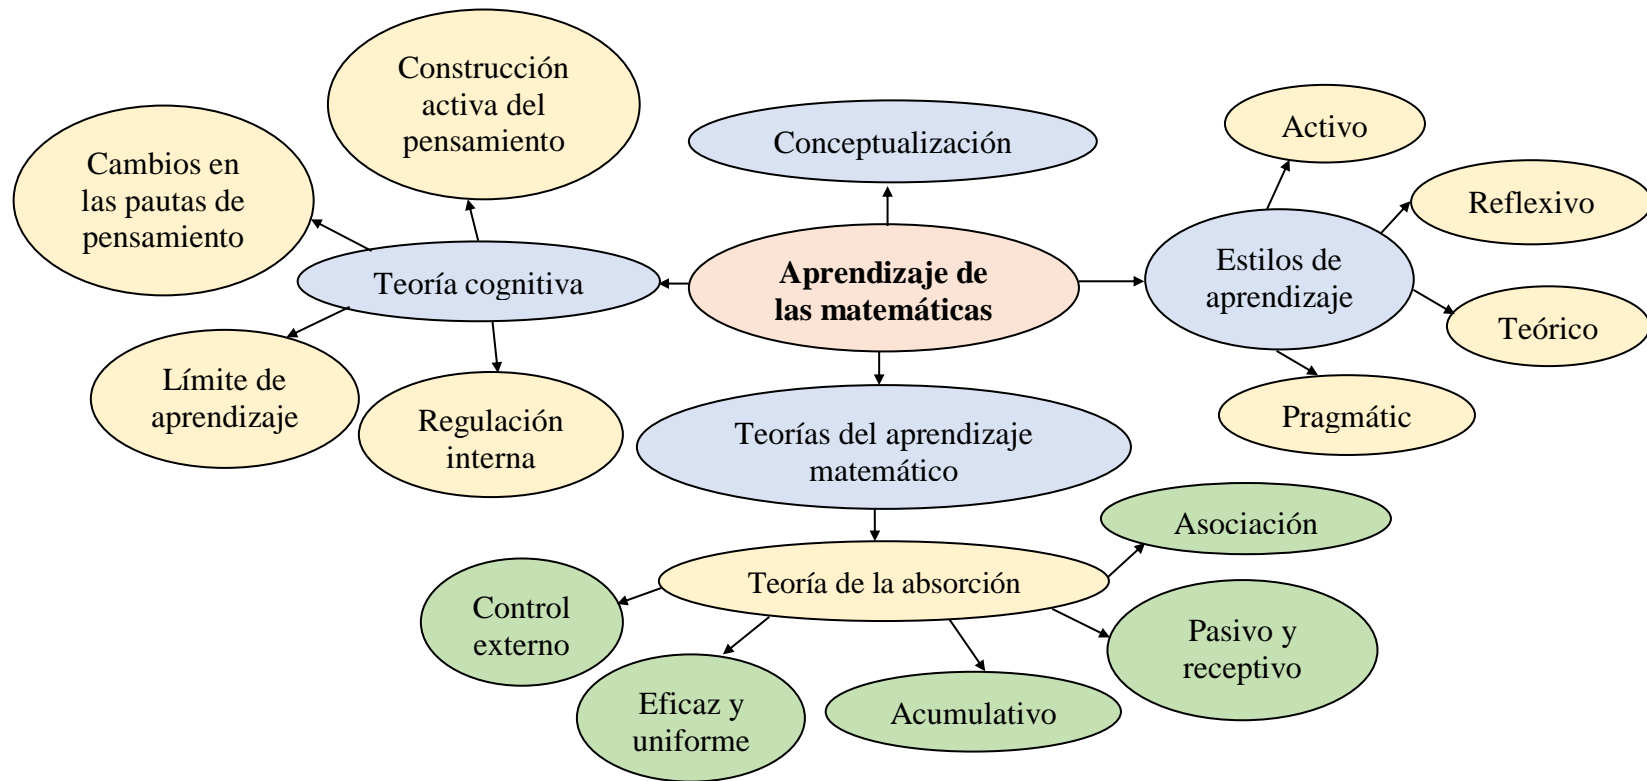 Construcción
activa del
pensamiento
Conceptualización
Activo
Cambios en
las pautas de
pensamiento
Reflexivo
Teoría cognitiva
Aprendizaje de
las matemáticas
Estilos de
aprendizaje
Teórico
Límite de
aprendizaje
Regulación
interna
Teorías del aprendizaje
matemático
Pragmátic
Asociación
Teoría de la absorción
Control
externo
Pasivo y
receptivo
Eficaz y
uniforme
Acumulativo